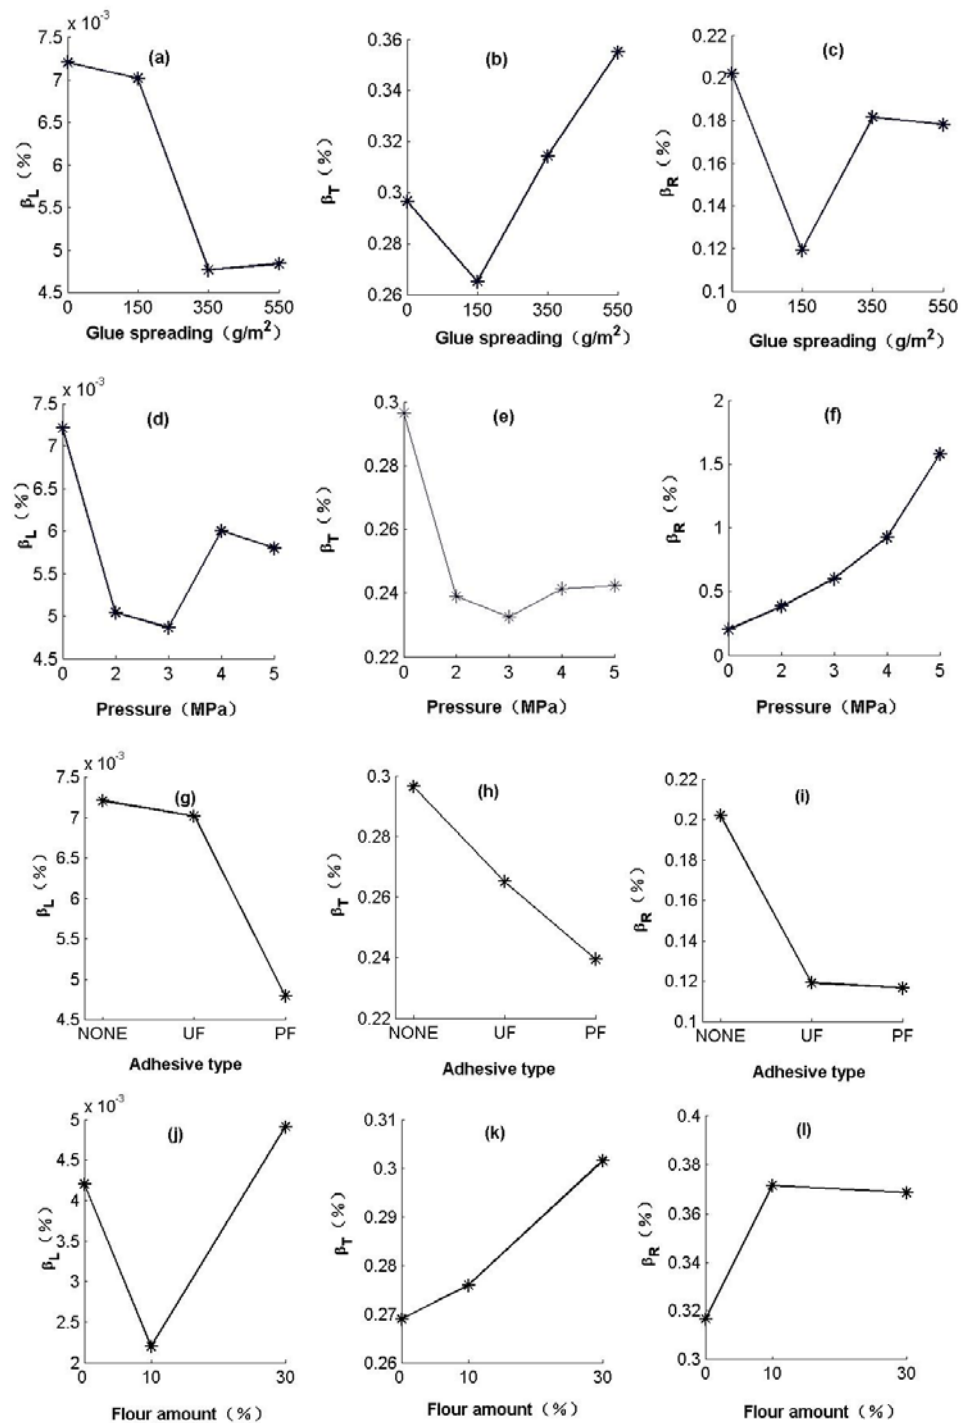 x 10⁻³
7.5
7
6.5
6
5.5
5
4.5
β_L (%)
(a)
0 150 350 550
Glue spreading (g/m²)
0.36
0.34
0.32
0.3
0.28
0.26
β_T (%)
(b)
0 150 350 550
Glue spreading (g/m²)
0.22
0.2
0.18
0.16
0.14
0.12
0.1
β_R (%)
(c)
0 150 350 550
Glue spreading (g/m²)
x 10⁻³
7.5
7
6.5
6
5.5
5
4.5
β_L (%)
(d)
0 2 3 4 5
Pressure (MPa)
0.3
0.28
0.26
0.24
0.22
β_T (%)
(e)
0 2 3 4 5
Pressure (MPa)
2
1.5
1
0.5
0
β_R (%)
(f)
0 2 3 4 5
Pressure (MPa)
x 10⁻³
7.5
7
6.5
6
5.5
5
4.5
β_L (%)
(g)
NONE UF PF
Adhesive type
0.3
0.28
0.26
0.24
0.22
β_T (%)
(h)
NONE UF PF
Adhesive type
0.22
0.2
0.18
0.16
0.14
0.12
0.1
β_R (%)
(i)
NONE UF PF
Adhesive type
x 10⁻³
5
4.5
4
3.5
3
2.5
2
β_L (%)
(j)
0 10 30
Flour amount (%)
0.31
0.3
0.29
0.28
0.27
0.26
β_T (%)
(k)
0 10 30
Flour amount (%)
0.4
0.38
0.36
0.34
0.32
0.3
β_R (%)
(l)
0 10 30
Flour amount (%)